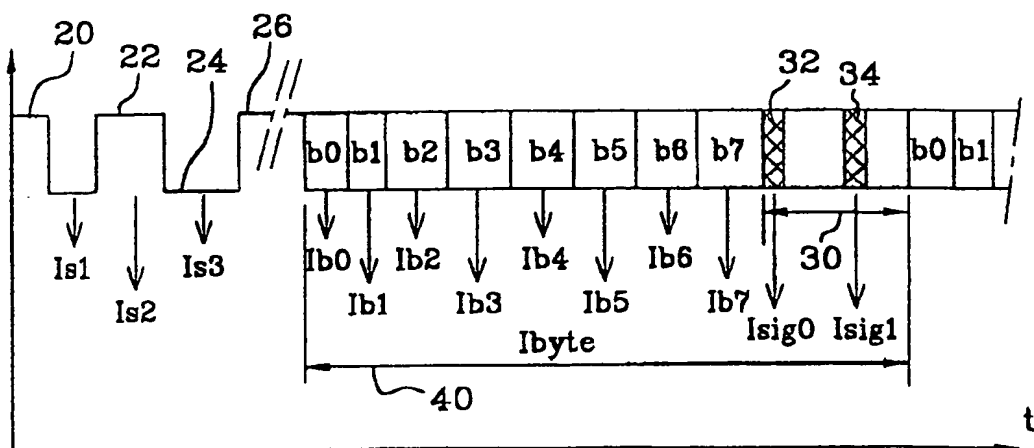 20 22 24 26 32 34
b0 b1 b2 b3 b4 b5 b6 b7 b0 b1
Is1 Is3 Ib0 Ib2 Ib4 Ib6 30
Is2 Ib1 Ib3 Ib5 Ib7 Isig0 Isig1
Ibyte
40
t